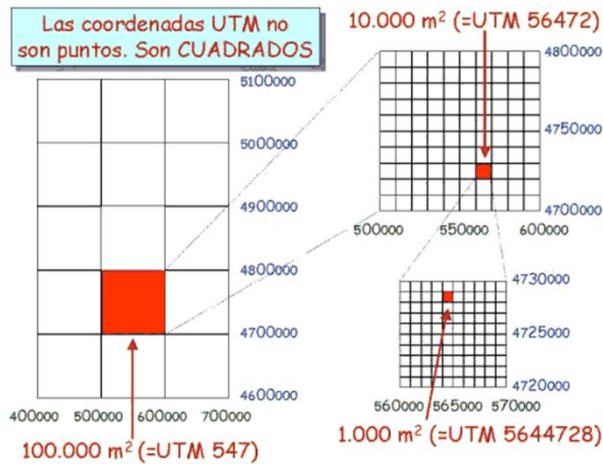 Las coordenadas UTM no
son puntos. Son CUADRADOS
10.000 m² (=UTM 56472)
5100000
5000000
4900000
4800000
4700000
4600000
400000 500000 600000 700000
100.000 m² (=UTM 547)
4800000
4750000
4700000
500000 550000 600000
4730000
4725000
4720000
560000 565000 570000
1.000 m² (=UTM 5644728)